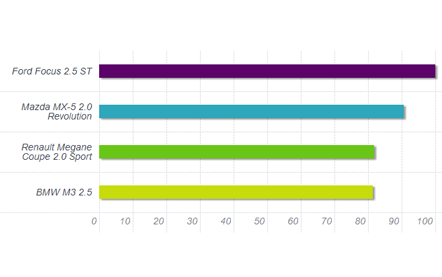 Ford Focus 2.5 ST
Mazda MX-5 2.0
Revolution
Renault Megane
Coupe 2.0 Sport
BMW M3 2.5
0 10 20 30 40 50 60 70 80 90 100